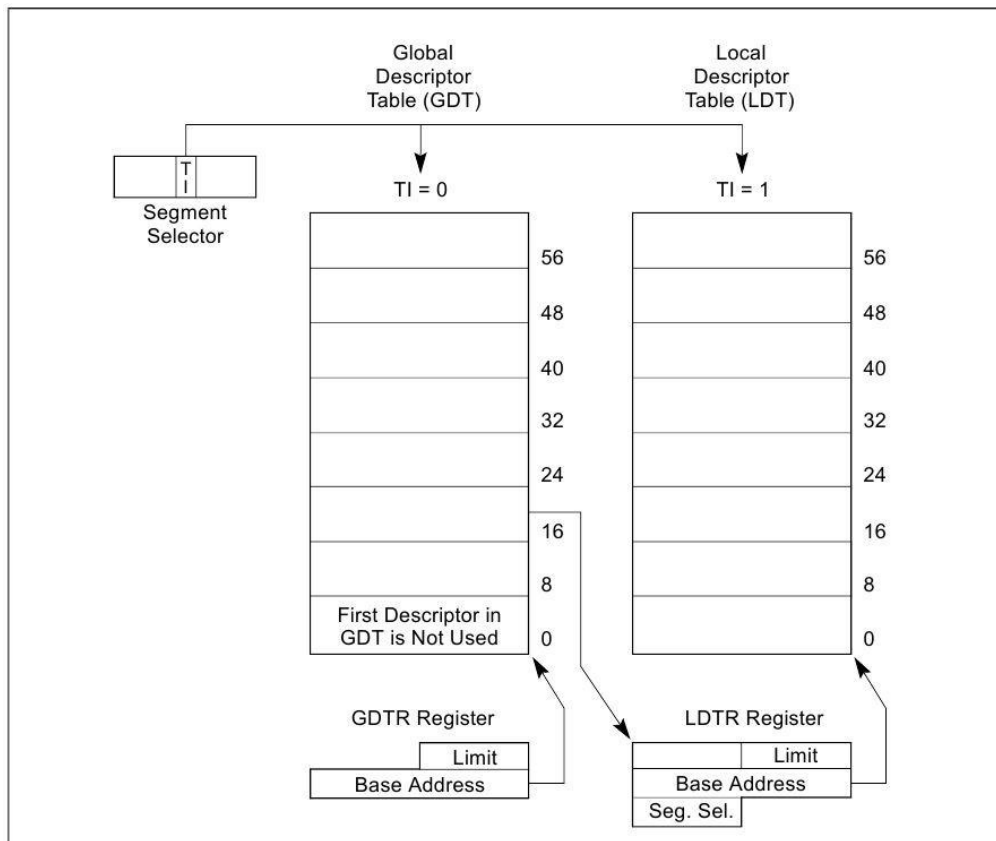 Global
Descriptor
Table (GDT)
Local
Descriptor
Table (LDT)
T
I
Segment
Selector
TI = 0
TI = 1
56
48
40
32
24
16
8
0
First Descriptor in
GDT is Not Used
56
48
40
32
24
16
8
0
GDTR Register
Limit
Base Address
LDTR Register
Limit
Base Address
Seg. Sel.